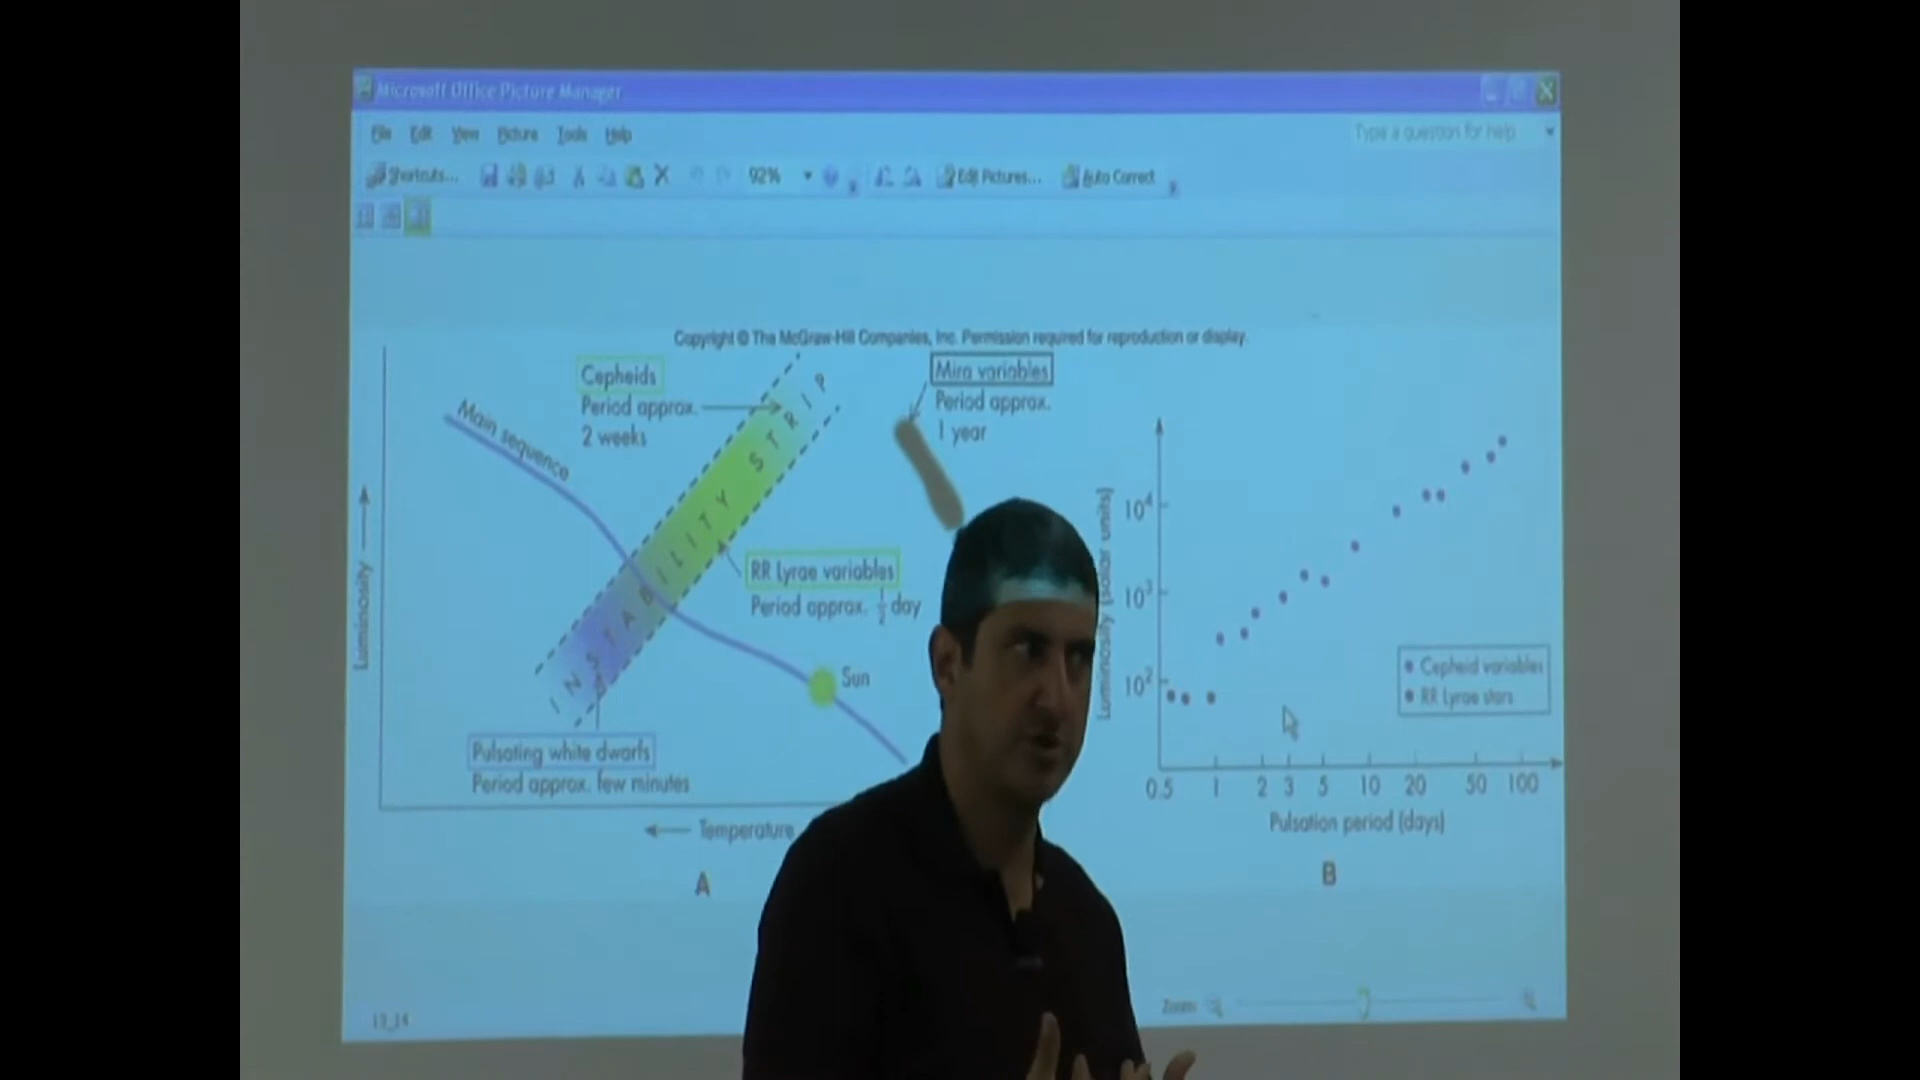 Microsoft Office Picture Manager
File Edit View Picture Tools Help
Type a question for help
Shortcuts... 92% Edit Pictures... Auto Correct
Copyright © The McGraw-Hill Companies, Inc. Permission required for reproduction or display.
Cepheids
Period approx.
2 weeks
Mira variables
Period approx.
1 year
Main sequence
INSTABILITY STRIP
RR Lyrae variables
Period approx. 1/2 day
Sun
Pulsating white dwarfs
Period approx. few minutes
Luminosity
Temperature
A
Luminosity (solar units)
10⁴
10³
10²
Cepheid variables
RR Lyrae stars
0.5 1 2 3 5 10 20 50 100
Pulsation period (days)
B
Zoom:
13_14